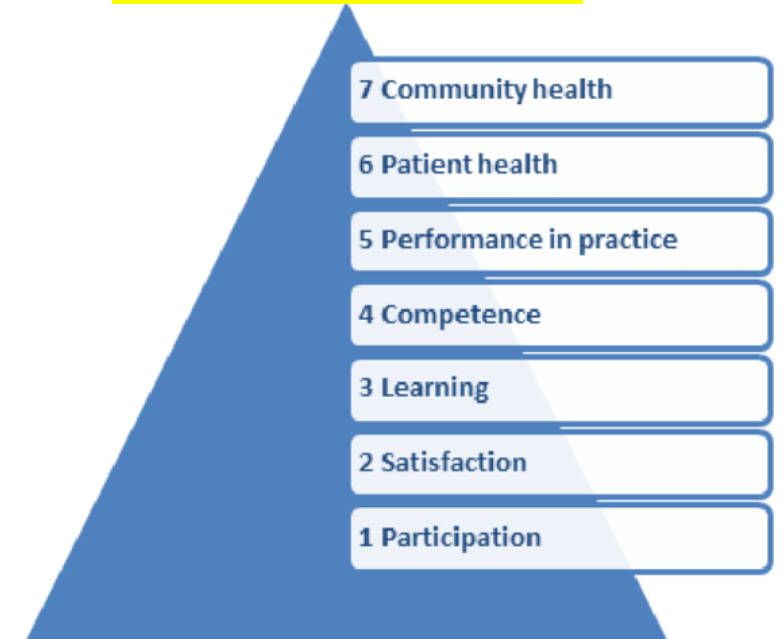 7 Community health
6 Patient health
5 Performance in practice
4 Competence
3 Learning
2 Satisfaction
1 Participation